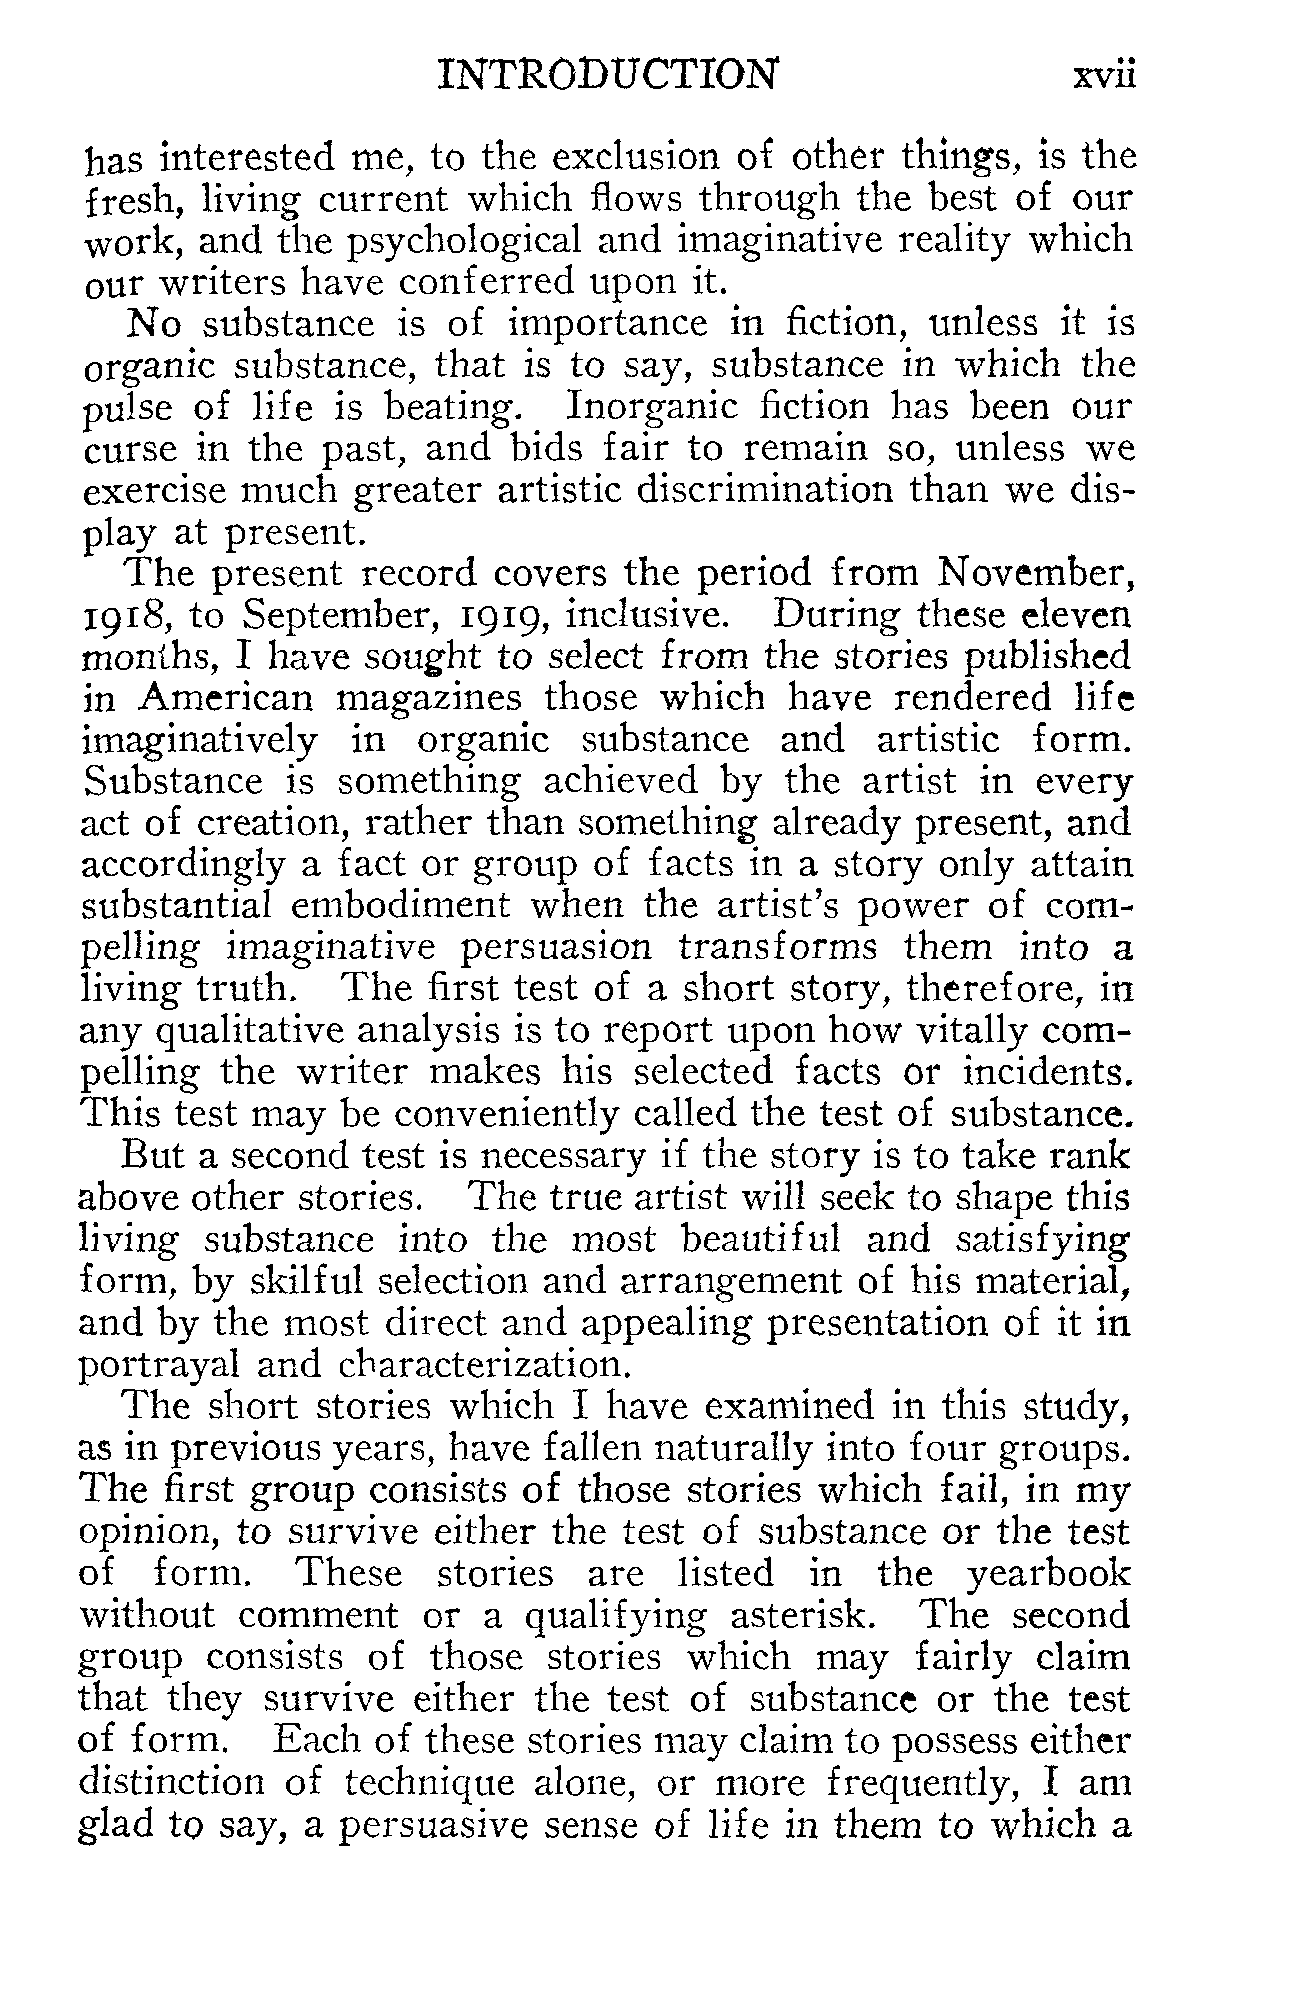 INTRODUCTION xvii
has interested me, to the exclusion of other things, is the
fresh, living current which flows through the best of our
work, and the psychological and imaginative reality which
our writers have conferred upon it.
No substance is of importance in fiction, unless it is
organic substance, that is to say, substance in which the
pulse of life is beating. Inorganic fiction has been our
curse in the past, and bids fair to remain so, unless we
exercise much greater artistic discrimination than we dis-
play at present.
The present record covers the period from November,
1918, to September, 1919, inclusive. During these eleven
months, I have sought to select from the stories published
in American magazines those which have rendered life
imaginatively in organic substance and artistic form.
Substance is something achieved by the artist in every
act of creation, rather than something already present, and
accordingly a fact or group of facts in a story only attain
substantial embodiment when the artist's power of com-
pelling imaginative persuasion transforms them into a
living truth. The first test of a short story, therefore, in
any qualitative analysis is to report upon how vitally com-
pelling the writer makes his selected facts or incidents.
This test may be conveniently called the test of substance.
But a second test is necessary if the story is to take rank
above other stories. The true artist will seek to shape this
living substance into the most beautiful and satisfying
form, by skilful selection and arrangement of his material,
and by the most direct and appealing presentation of it in
portrayal and characterization.
The short stories which I have examined in this study,
as in previous years, have fallen naturally into four groups.
The first group consists of those stories which fail, in my
opinion, to survive either the test of substance or the test
of form. These stories are listed in the yearbook
without comment or a qualifying asterisk. The second
group consists of those stories which may fairly claim
that they survive either the test of substance or the test
of form. Each of these stories may claim to possess either
distinction of technique alone, or more frequently, I am
glad to say, a persuasive sense of life in them to which a